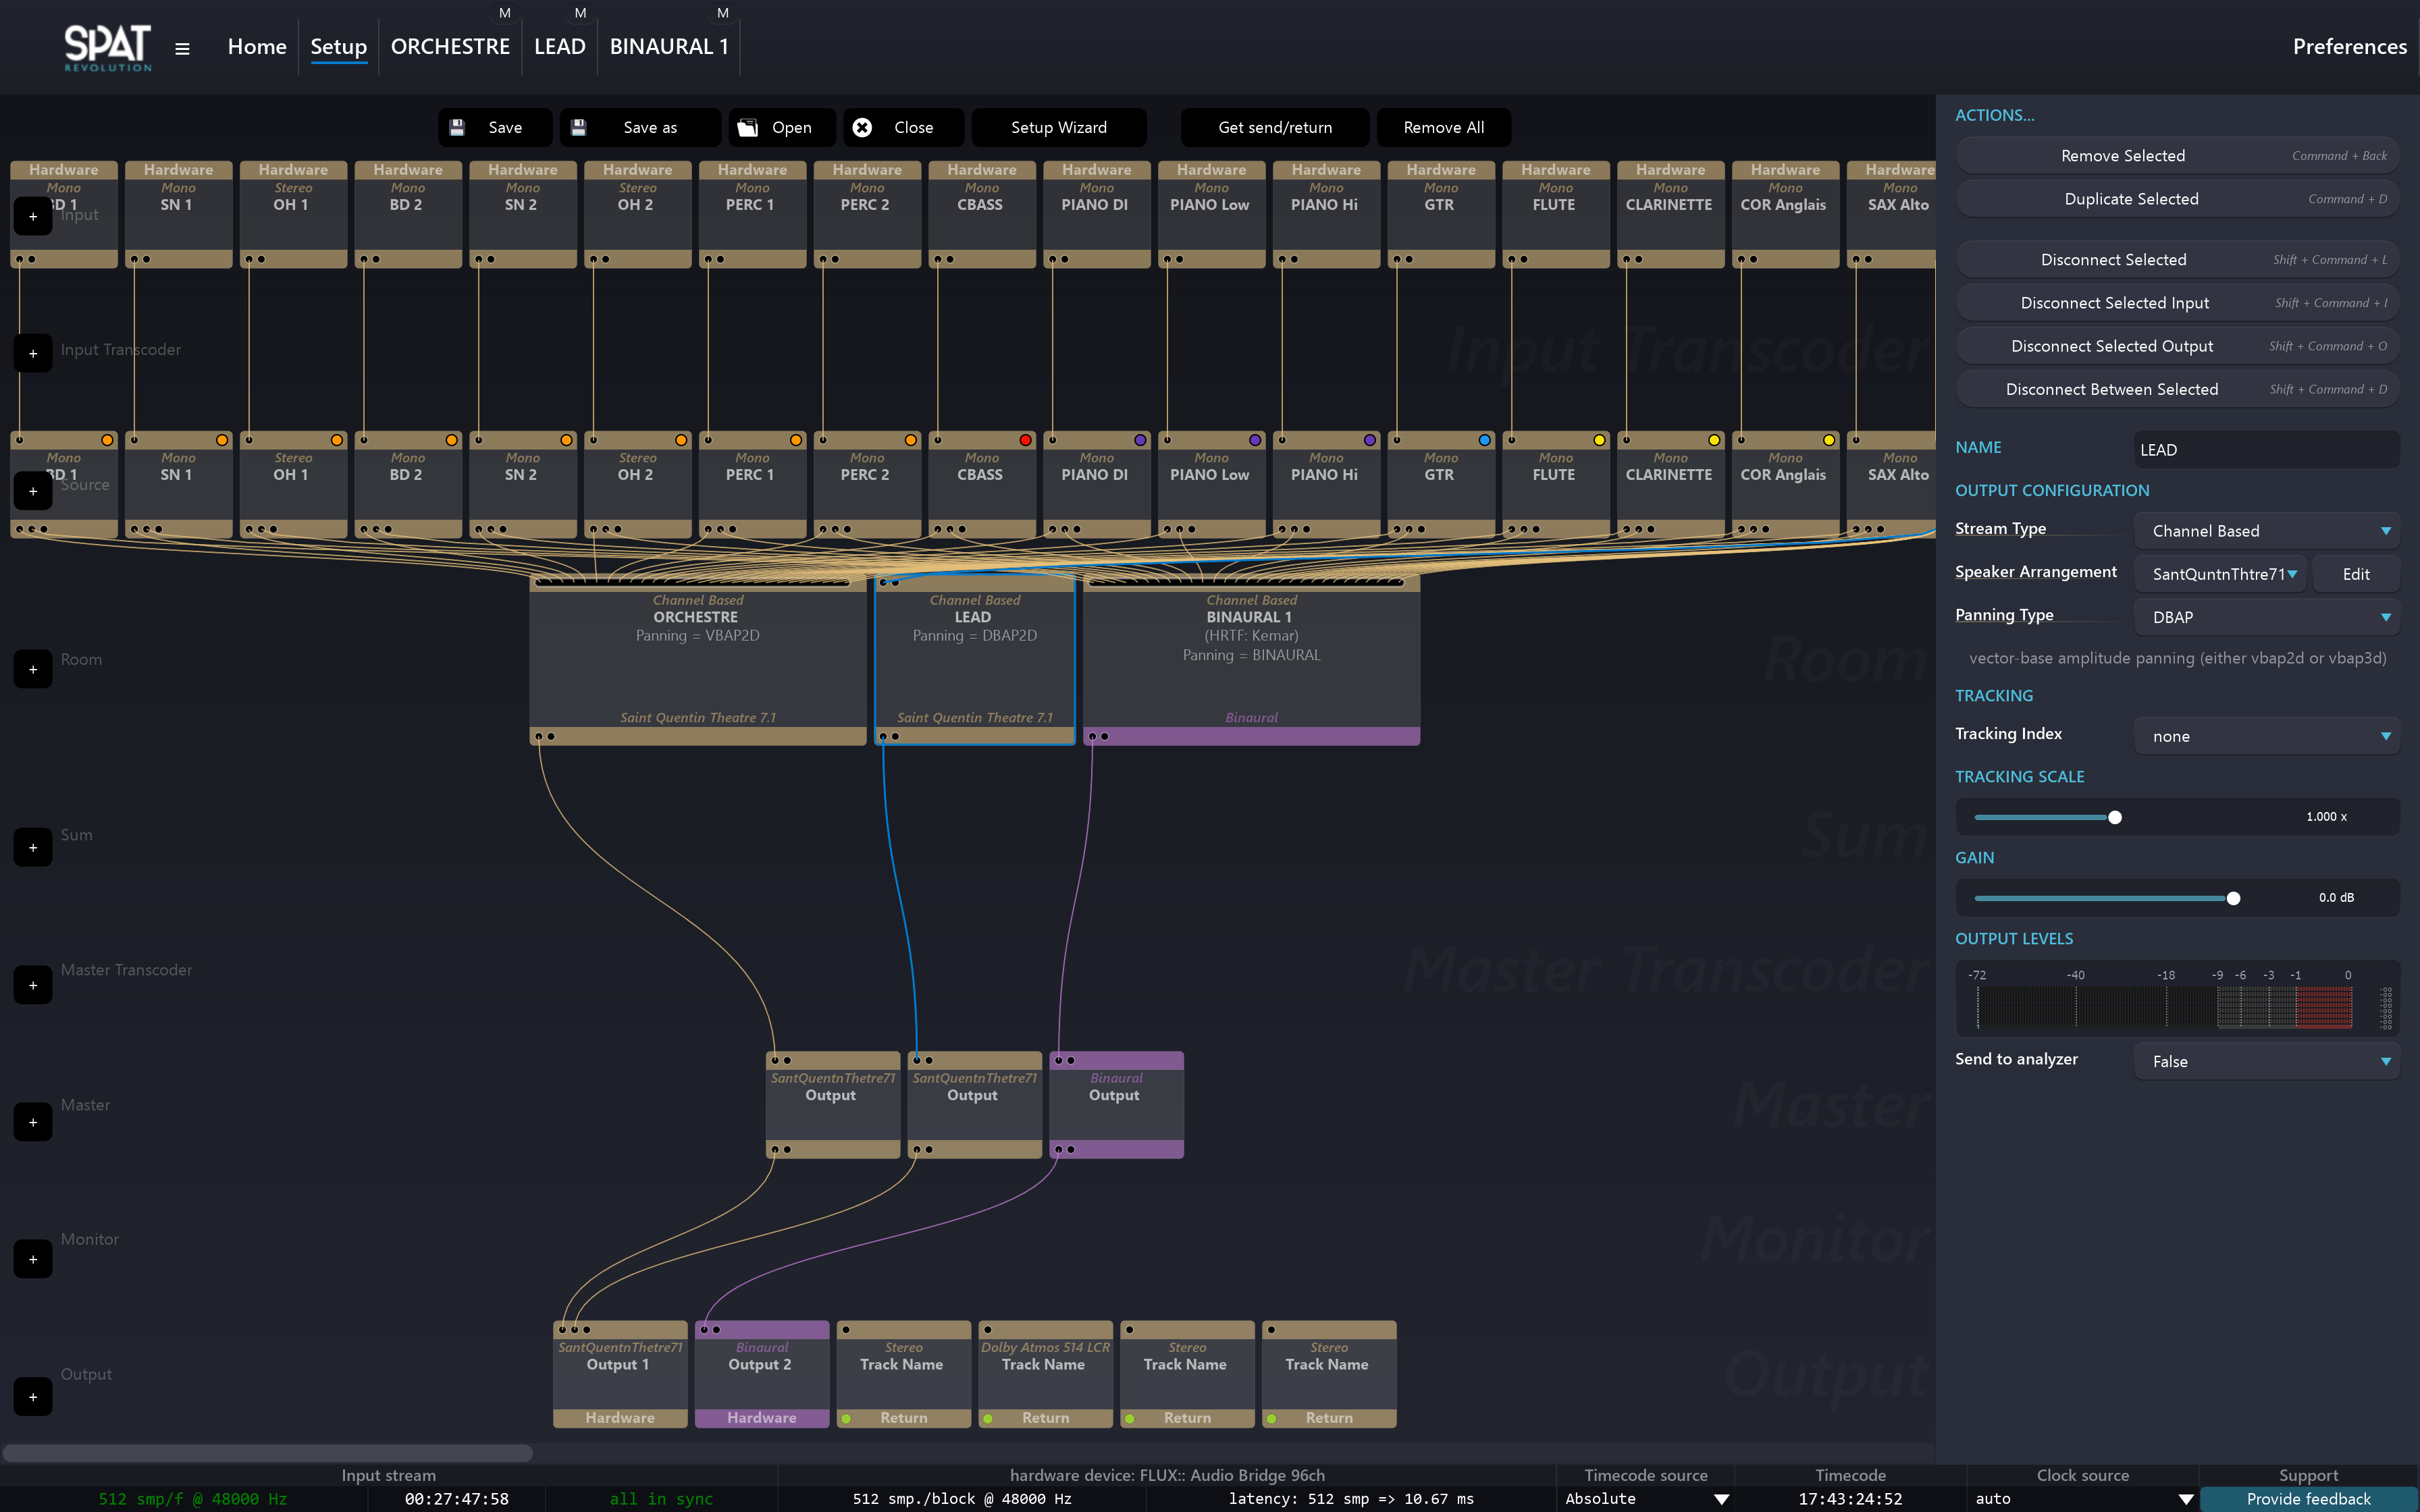 M M M
SPAT
REVOLUTION
Home Setup ORCHESTRE LEAD BINAURAL 1 Preferences
Save Save as Open Close Setup Wizard Get send/return Remove All
Hardware Hardware Hardware Hardware Hardware Hardware Hardware Hardware Hardware Hardware Hardware Hardware Hardware Hardware Hardware Hardware Hardware
Mono Mono Stereo Mono Mono Stereo Mono Mono Mono Mono Mono Mono Mono Mono Mono Mono Mono
BD 1 SN 1 OH 1 BD 2 SN 2 OH 2 PERC 1 PERC 2 CBASS PIANO DI PIANO Low PIANO Hi GTR FLUTE CLARINETTE COR Anglais SAX Alto
+ Input
+ Input Transcoder
Input Transcoder
Mono Mono Stereo Mono Mono Stereo Mono Mono Mono Mono Mono Mono Mono Mono Mono Mono Mono
BD 1 SN 1 OH 1 BD 2 SN 2 OH 2 PERC 1 PERC 2 CBASS PIANO DI PIANO Low PIANO Hi GTR FLUTE CLARINETTE COR Anglais SAX Alto
+ Source
Channel Based Channel Based Channel Based
ORCHESTRE LEAD BINAURAL 1
Panning = VBAP2D Panning = DBAP2D (HRTF: Kemar)
Panning = BINAURAL
+ Room
Room
Saint Quentin Theatre 7.1 Saint Quentin Theatre 7.1 Binaural
+ Sum
Sum
+ Master Transcoder
Master Transcoder
SantQuentnThetre71 SantQuentnThetre71 Binaural
Output Output Output
+ Master
Master
+ Monitor
Monitor
SantQuentnThetre71 Binaural Stereo Dolby Atmos 514 LCR Stereo Stereo
Output 1 Output 2 Track Name Track Name Track Name Track Name
+ Output
Output
Hardware Hardware Return Return Return Return
ACTIONS...
Remove Selected Command + Back
Duplicate Selected Command + D
Disconnect Selected Shift + Command + L
Disconnect Selected Input Shift + Command + I
Disconnect Selected Output Shift + Command + O
Disconnect Between Selected Shift + Command + D
NAME LEAD
OUTPUT CONFIGURATION
Stream Type Channel Based
Speaker Arrangement SantQuntnThtre71 Edit
Panning Type DBAP
vector-base amplitude panning (either vbap2d or vbap3d)
TRACKING
Tracking Index none
TRACKING SCALE
1.000 x
GAIN
0.0 dB
OUTPUT LEVELS
-72 -40 -18 -9 -6 -3 -1 0
Send to analyzer False
Input stream hardware device: FLUX:: Audio Bridge 96ch Timecode source Timecode Clock source Support
512 smp/f @ 48000 Hz 00:27:47:58 all in sync 512 smp./block @ 48000 Hz latency: 512 smp => 10.67 ms Absolute 17:43:24:52 auto Provide feedback